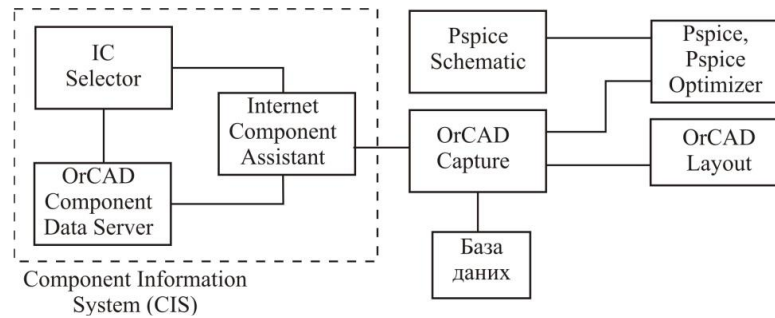 IC
Selector
OrCAD
Component
Data Server
Internet
Component
Assistant
Component Information
System (CIS)
Pspice
Schematic
OrCAD
Capture
База
даних
Pspice,
Pspice
Optimizer
OrCAD
Layout